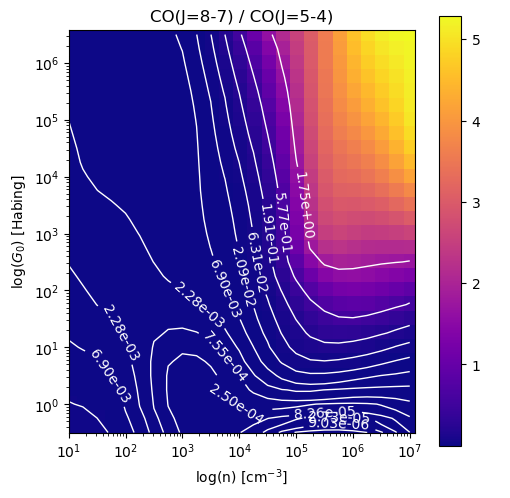 CO(J=8-7) / CO(J=5-4)
log(G₀) [Habing]
10⁶
10⁵
10⁴
10³
10²
10¹
10⁰
10¹
10²
10³
10⁴
10⁵
10⁶
10⁷
log(n) [cm⁻³]
5
4
3
2
1
1.75e+00
5.77e-01
1.91e-01
6.31e-02
2.09e-02
6.90e-03
2.28e-03
2.28e-03
6.90e-03
7.55e-04
2.50e-04
8.26e-05
9.03e-06